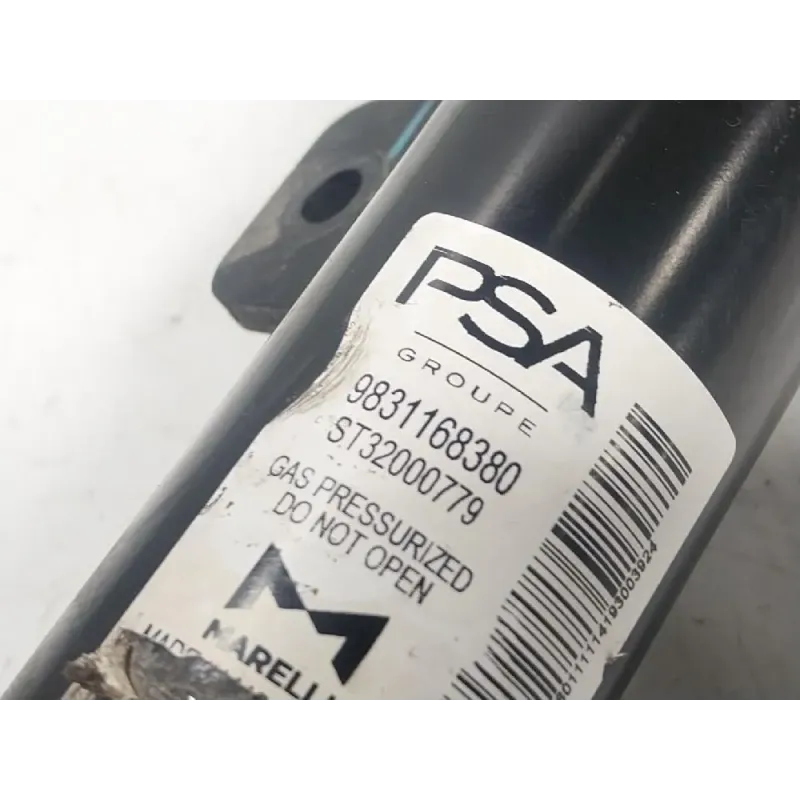 PSA
GROUPE
9831168380
ST32000779
GAS PRESSURIZED
DO NOT OPEN
MARELLI